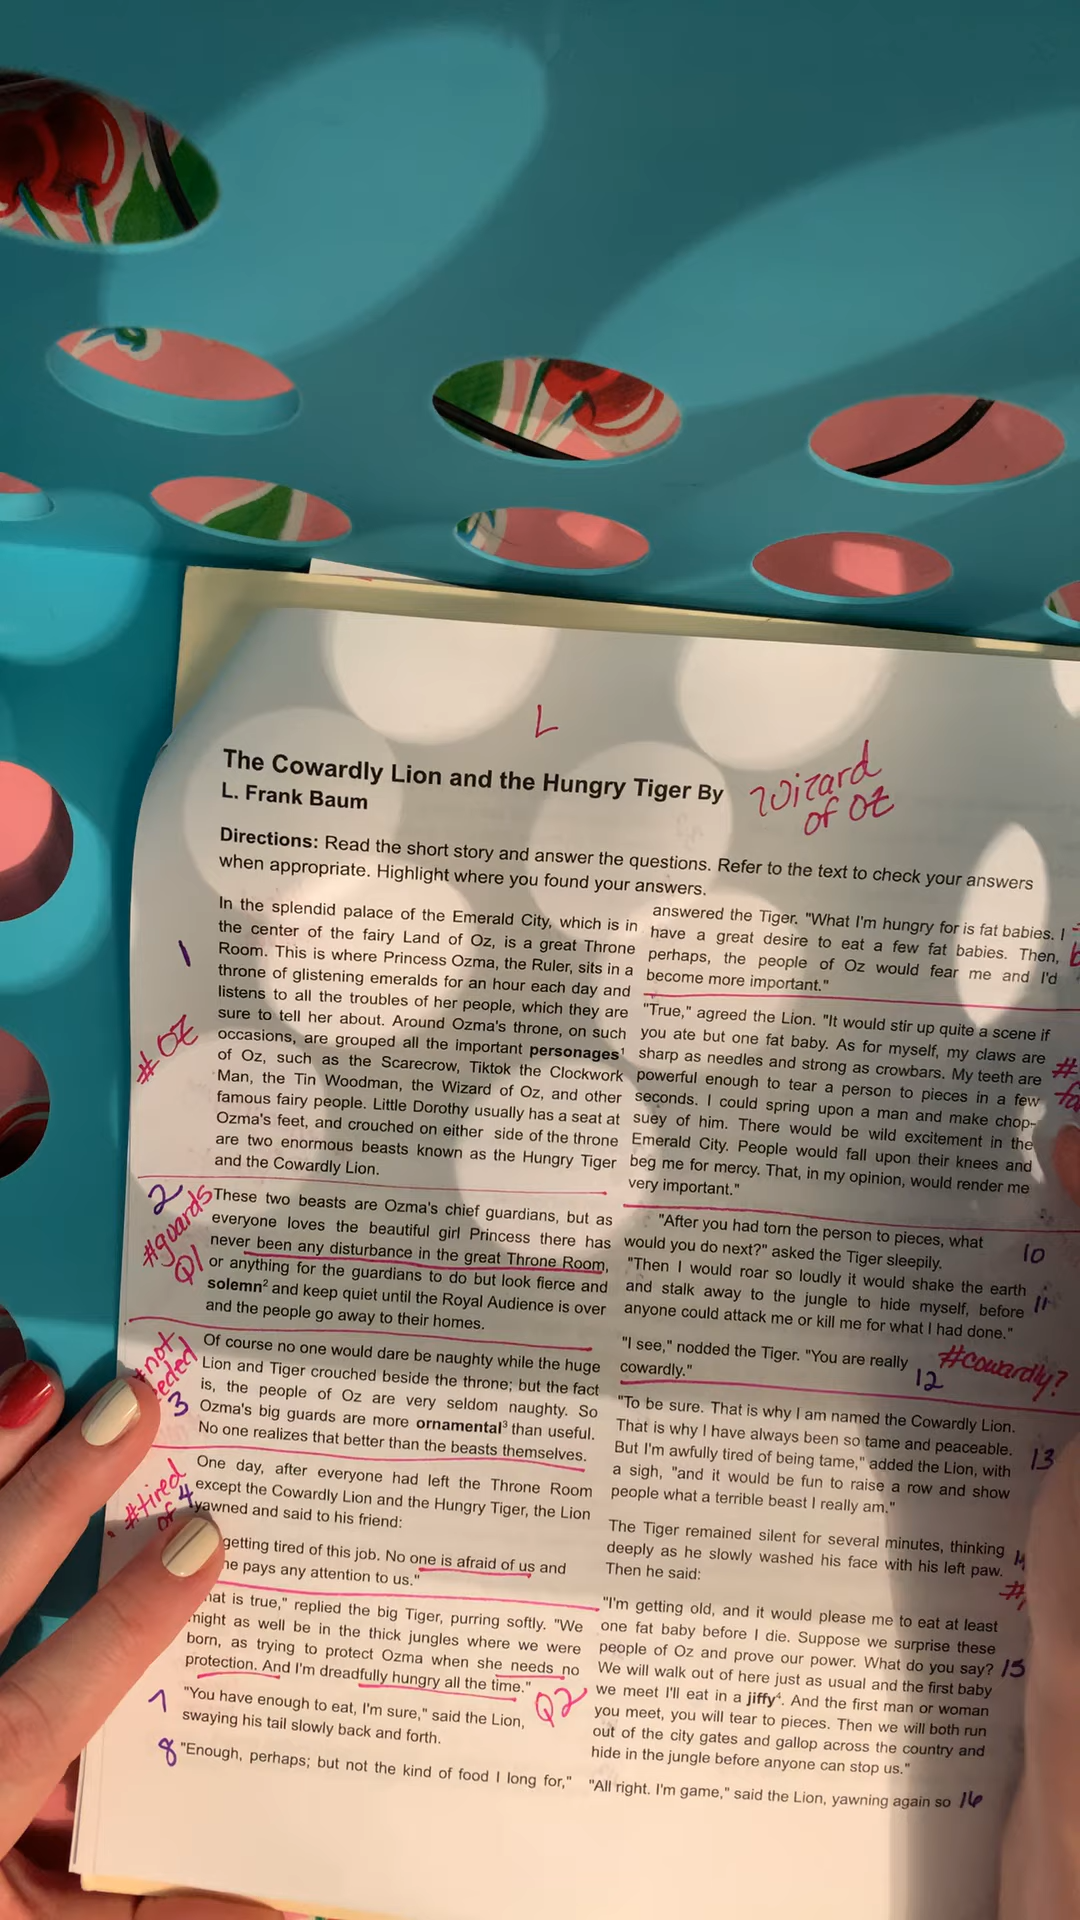 L
The Cowardly Lion and the Hungry Tiger By
L. Frank Baum
Wizard
of Oz
Directions: Read the short story and answer the questions. Refer to the text to check your answers
when appropriate. Highlight where you found your answers.
1
# OZ
In the splendid palace of the Emerald City, which is in
the center of the fairy Land of Oz, is a great Throne
Room. This is where Princess Ozma, the Ruler, sits in a
throne of glistening emeralds for an hour each day and
listens to all the troubles of her people, which they are
sure to tell her about. Around Ozma's throne, on such
occasions, are grouped all the important personages¹
of Oz, such as the Scarecrow, Tiktok the Clockwork
Man, the Tin Woodman, the Wizard of Oz, and other
famous fairy people. Little Dorothy usually has a seat at
Ozma's feet, and crouched on either side of the throne
are two enormous beasts known as the Hungry Tiger
and the Cowardly Lion.
2
#guards
Q1
These two beasts are Ozma's chief guardians, but as
everyone loves the beautiful girl Princess there has
never been any disturbance in the great Throne Room,
or anything for the guardians to do but look fierce and
solemn² and keep quiet until the Royal Audience is over
and the people go away to their homes.
not
3
Of course no one would dare be naughty while the huge
Lion and Tiger crouched beside the throne; but the fact
is, the people of Oz are very seldom naughty. So
Ozma's big guards are more ornamental³ than useful.
No one realizes that better than the beasts themselves.
#tired
of 4
One day, after everyone had left the Throne Room
except the Cowardly Lion and the Hungry Tiger, the Lion
yawned and said to his friend:
getting tired of this job. No one is afraid of us and
pays any attention to us."
is true," replied the big Tiger, purring softly. "We
might as well be in the thick jungles where we were
born, as trying to protect Ozma when she needs no
protection. And I'm dreadfully hungry all the time."
Q2
7
"You have enough to eat, I'm sure," said the Lion,
swaying his tail slowly back and forth.
8
"Enough, perhaps; but not the kind of food I long for,"
answered the Tiger. "What I'm hungry for is fat babies. I
have a great desire to eat a few fat babies. Then,
perhaps, the people of Oz would fear me and I'd
become more important."
"True," agreed the Lion. "It would stir up quite a scene if
you ate but one fat baby. As for myself, my claws are
sharp as needles and strong as crowbars. My teeth are
powerful enough to tear a person to pieces in a few
seconds. I could spring upon a man and make chop-
suey of him. There would be wild excitement in the
Emerald City. People would fall upon their knees and
beg me for mercy. That, in my opinion, would render me
very important."
#
"After you had torn the person to pieces, what
would you do next?" asked the Tiger sleepily.
10
"Then I would roar so loudly it would shake the earth
and stalk away to the jungle to hide myself, before
anyone could attack me or kill me for what I had done."
11
"I see," nodded the Tiger. "You are really
cowardly."
12
#cowardly?
"To be sure. That is why I am named the Cowardly Lion.
That is why I have always been so tame and peaceable.
But I'm awfully tired of being tame," added the Lion, with
a sigh, "and it would be fun to raise a row and show
people what a terrible beast I really am."
13
The Tiger remained silent for several minutes, thinking
deeply as he slowly washed his face with his left paw.
Then he said:
#
"I'm getting old, and it would please me to eat at least
one fat baby before I die. Suppose we surprise these
people of Oz and prove our power. What do you say?
We will walk out of here just as usual and the first baby
we meet I'll eat in a jiffy⁴. And the first man or woman
you meet, you will tear to pieces. Then we will both run
out of the city gates and gallop across the country and
hide in the jungle before anyone can stop us."
15
"All right. I'm game," said the Lion, yawning again so
16